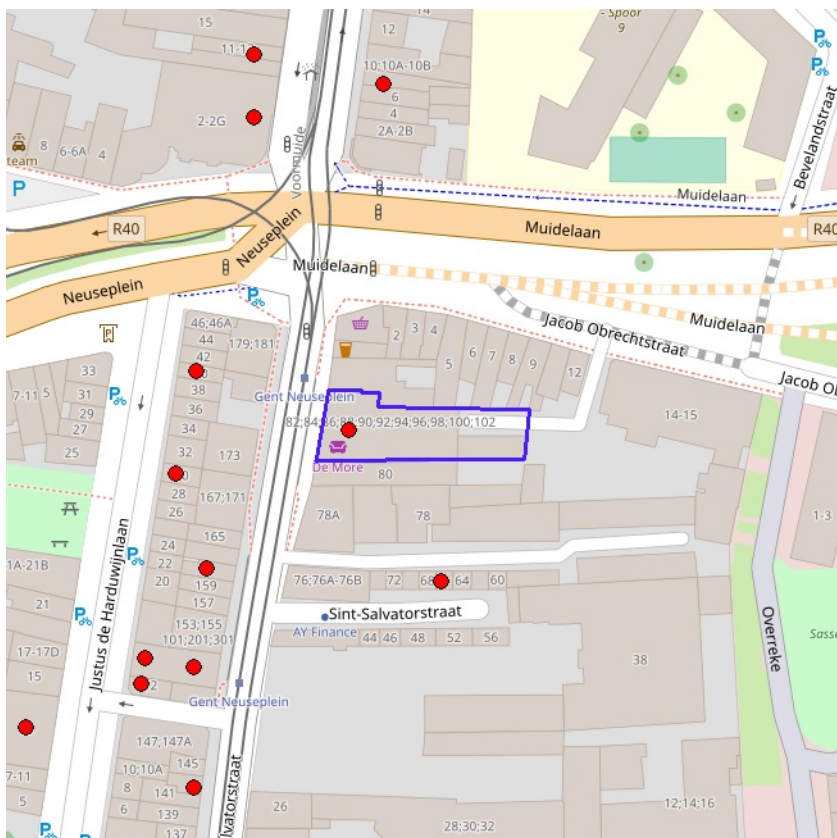 - Spoor
9
15
11-1
12
10;10A-10B
6
4
2A-2B
2-2G
8
6-6A
4
team
P
P
P
Voormuide
Bevelandstraat
Muidelaan
R40
Neuseplein
Muidelaan
R40
Muidelaan
Neuseplein
P
Muidelaan
Jacob Obrechtstraat
Jacob Ob
46;46A
44
42
38
36
34
32
28
26
24
22
20
179;181
173
167;171
165
159
157
153;155
101;201;301
2
2
3
4
5
6
7
8
9
12
14-15
33
31
29
27
25
7-11
5
P
Gent Neuseplein
82;84;86;88;90;92;94;96;98;100;102
De More
80
78A
78
1-3
76;76A-76B
72
68
64
60
Sint-Salvatorstraat
AY Finance
44
46
48
52
56
38
Overreke
Sasse
1A-21B
21
17-17D
15
7-11
5
P
P
Justus de Harduwijnlaan
Gent Neuseplein
147;147A
145
10;10A
8
141
6
139
137
lvatorstraat
26
28;30;32
12;14;16
P
P